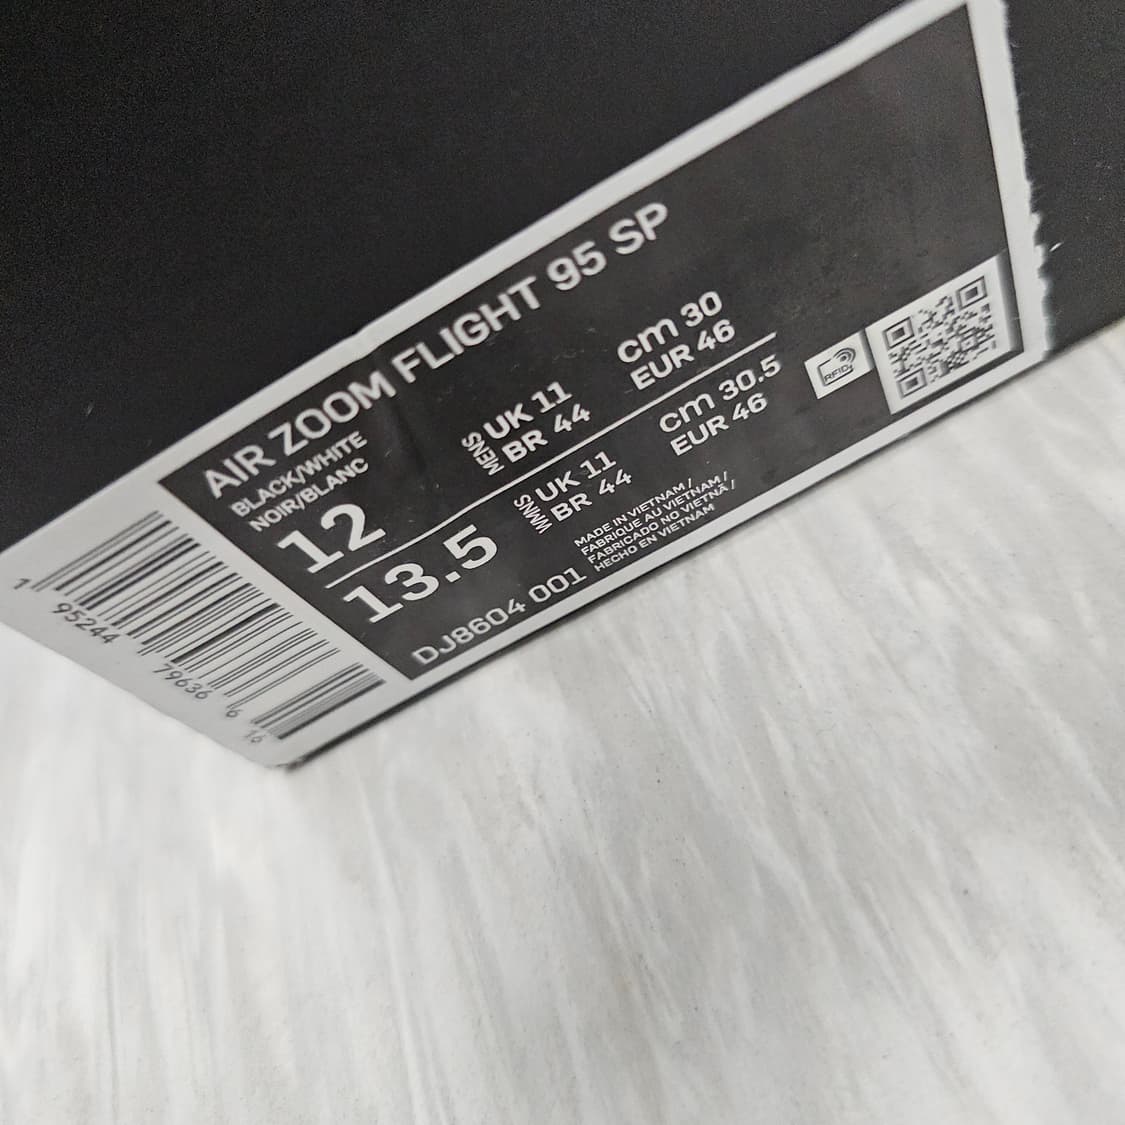 AIR ZOOM FLIGHT 95 SP
BLACK/WHITE
NOIR/BLANC
12
MENS
UK 11
BR 44
cm 30
EUR 46
13.5
WMNS
UK 11
BR 44
cm 30.5
EUR 46
DJ8604 001
MADE IN VIETNAM /
FABRIQUE AU VIETNAM /
FABRICADO NO VIETNÃ /
HECHO EN VIETNAM
RFID
1 95244 79636 6 16